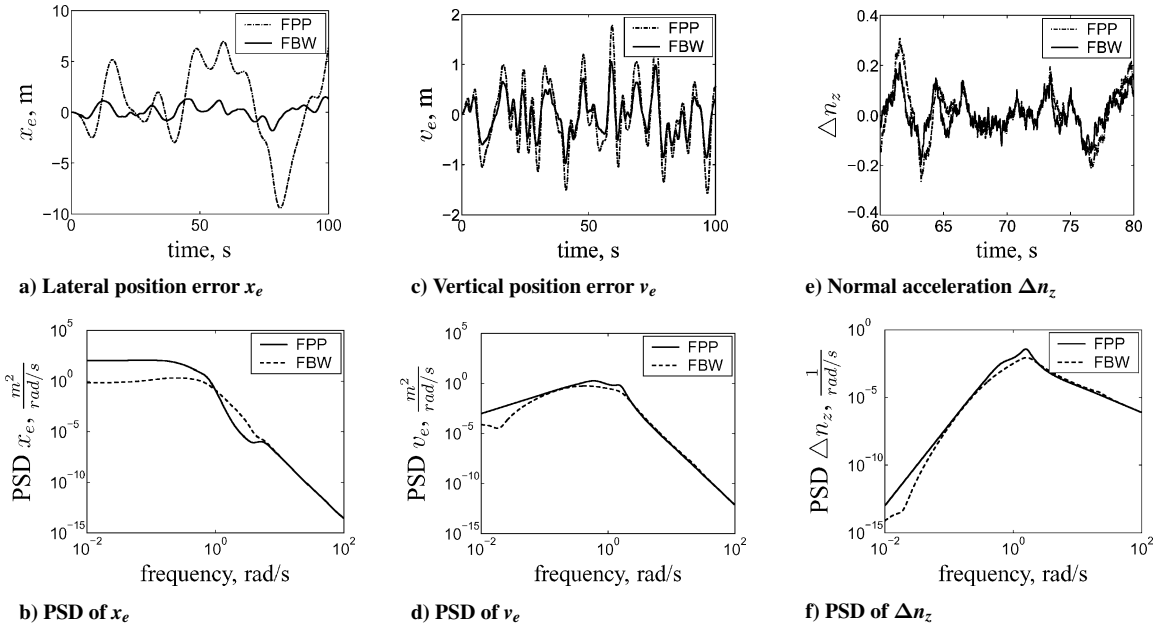 10
5
0
−5
−10
0
50
100
x_e, m
time, s
FPP
FBW
a) Lateral position error x_e
2
1
0
−1
−2
0
50
100
v_e, m
time, s
FPP
FBW
c) Vertical position error v_e
0.4
0.2
0.0
−0.2
−0.4
60
65
70
75
80
△n_z
time, s
FPP
FBW
e) Normal acceleration Δn_z
10^5
10^0
10^−5
10^−10
10^−15
10^−2
10^0
10^2
PSD x_e, m^2/rad/s
frequency, rad/s
FPP
FBW
b) PSD of x_e
10^5
10^0
10^−5
10^−10
10^−15
10^−2
10^0
10^2
PSD v_e, m^2/rad/s
frequency, rad/s
FPP
FBW
d) PSD of v_e
10^0
10^−5
10^−10
10^−15
10^−2
10^0
10^2
PSD △n_z, 1/rad/s
frequency, rad/s
FPP
FBW
f) PSD of Δn_z